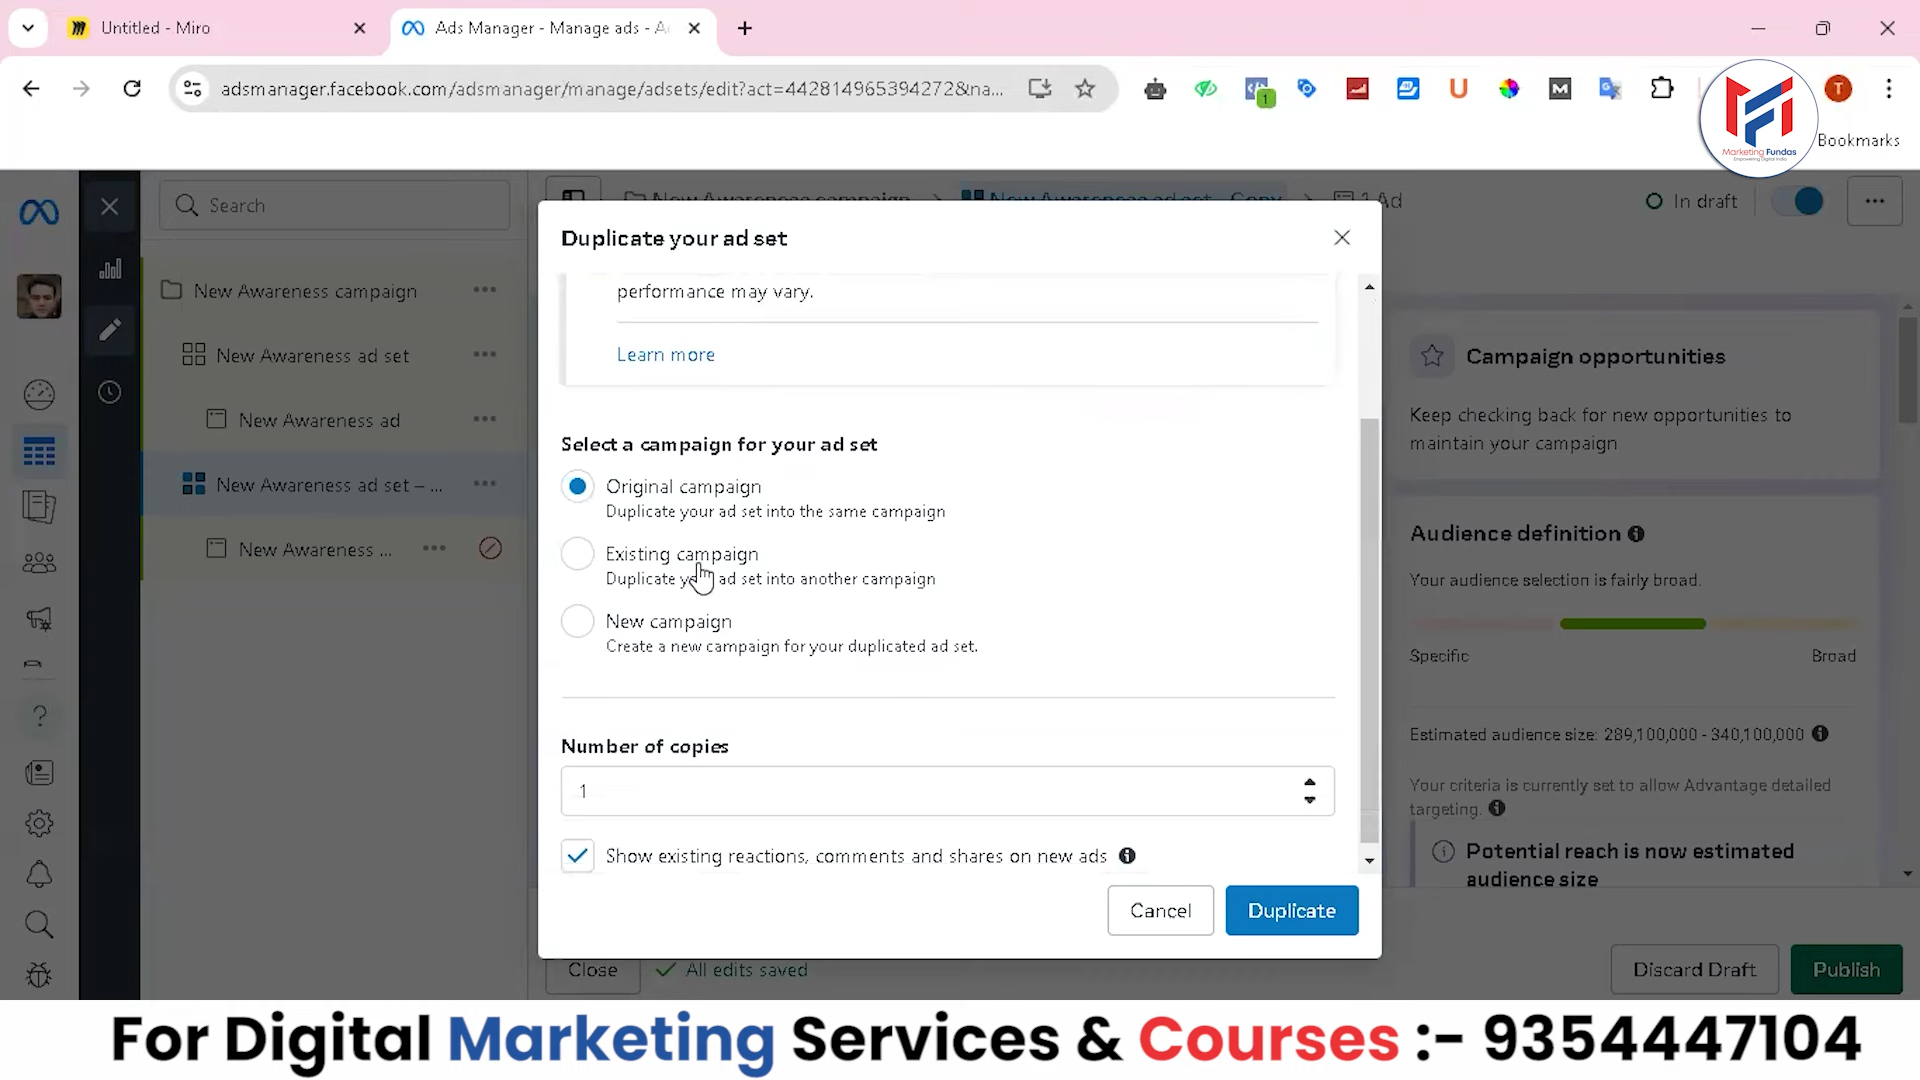 Untitled - Miro
Ads Manager - Manage ads - A
adsmanager.facebook.com/adsmanager/manage/adsets/edit?act=442814965394272&na...
1
M
T
Marketing Fundas
Empowering Digital India
Bookmarks
Search
New Awareness campaign
New Awareness ad set – Copy
1 Ad
In draft
Duplicate your ad set
New Awareness campaign
New Awareness ad set
New Awareness ad
New Awareness ad set – ...
New Awareness ...
performance may vary.
Learn more
Select a campaign for your ad set
Original campaign
Duplicate your ad set into the same campaign
Existing campaign
Duplicate your ad set into another campaign
New campaign
Create a new campaign for your duplicated ad set.
Number of copies
1
Show existing reactions, comments and shares on new ads
Cancel
Duplicate
Campaign opportunities
Keep checking back for new opportunities to
maintain your campaign
Audience definition
Your audience selection is fairly broad.
Specific
Broad
Estimated audience size: 289,100,000 - 340,100,000
Your criteria is currently set to allow Advantage detailed
targeting.
Potential reach is now estimated
audience size
Close
All edits saved
Discard Draft
Publish
For Digital Marketing Services & Courses :- 9354447104